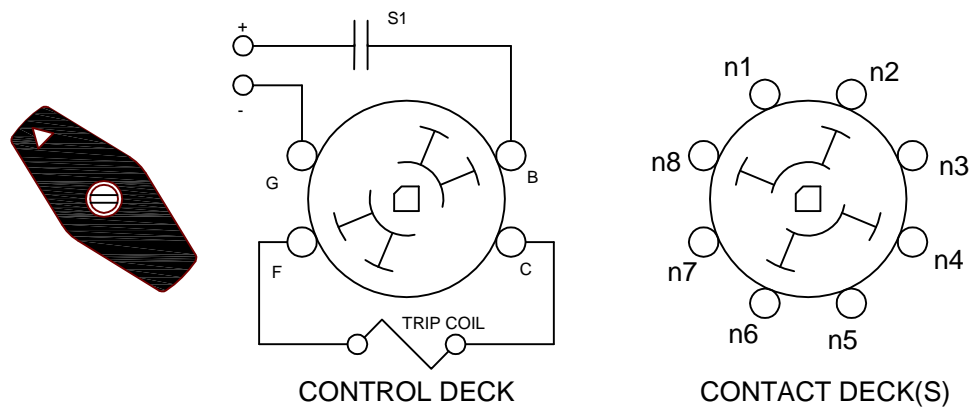 S1
+
-
G
B
F
C
TRIP COIL
CONTROL DECK
n1
n2
n8
n3
n7
n4
n6
n5
CONTACT DECK(S)